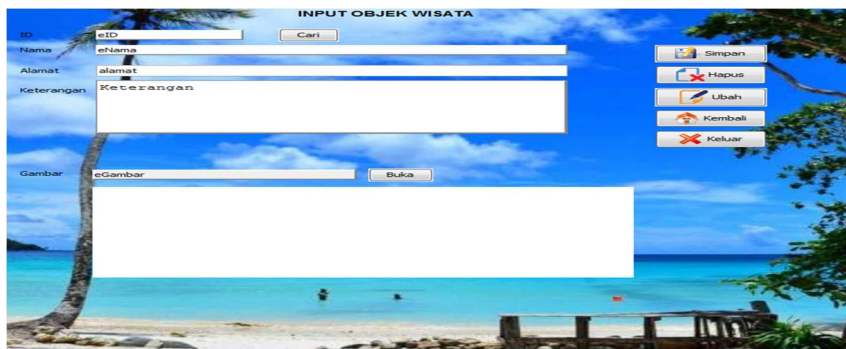 INPUT OBJEK WISATA
ID eID Cari
Nama eNama
Simpan
Alamat alamat
Hapus
Keterangan Keterangan
Ubah
Kembali
Keluar
Gambar eGambar Buka